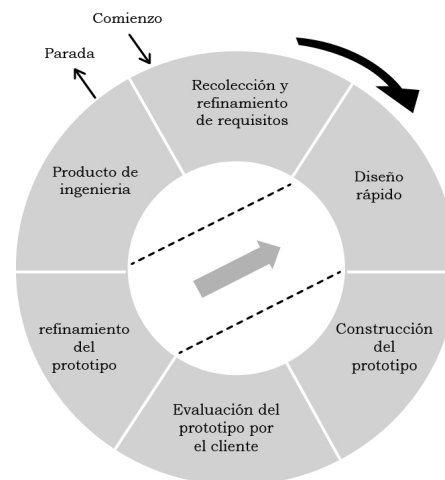 Comienzo
Parada
Recolección y
refinamiento
de requisitos
Diseño
rápido
Construcción
del
prototipo
Evaluación del
prototipo por
el cliente
refinamiento
del
prototipo
Producto de
ingenieria